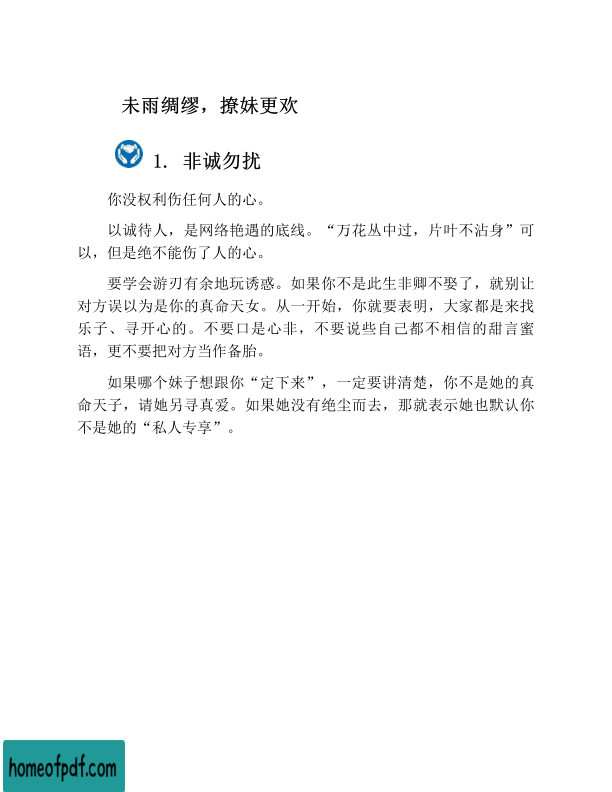 未雨绸缪，撩妹更欢
1. 非诚勿扰
你没权利伤任何人的心。
以诚待人，是网络艳遇的底线。“万花丛中过，片叶不沾身”可
以，但是绝不能伤了人的心。
要学会游刃有余地玩诱惑。如果你不是此生非卿不娶了，就别让
对方误以为是你的真命天女。从一开始，你就要表明，大家都是来找
乐子、寻开心的。不要口是心非，不要说些自己都不相信的甜言蜜
语，更不要把对方当作备胎。
如果哪个妹子想跟你“定下来”，一定要讲清楚，你不是她的真
命天子，请她另寻真爱。如果她没有绝尘而去，那就表示她也默认你
不是她的“私人专享”。
homeofpdf.com